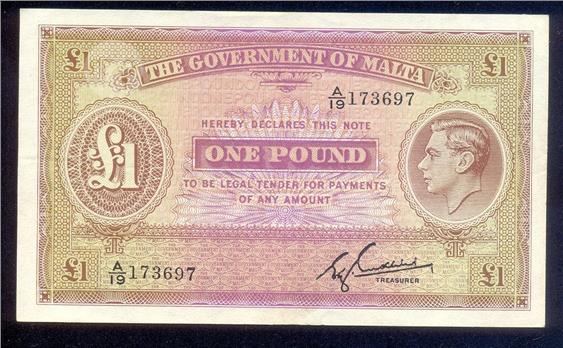 £1 THE GOVERNMENT OF MALTA £1
A/19 173697
HEREBY DECLARES THIS NOTE
£1 ONE POUND
TO BE LEGAL TENDER FOR PAYMENTS
OF ANY AMOUNT
A/19 173697
£1 TREASURER £1